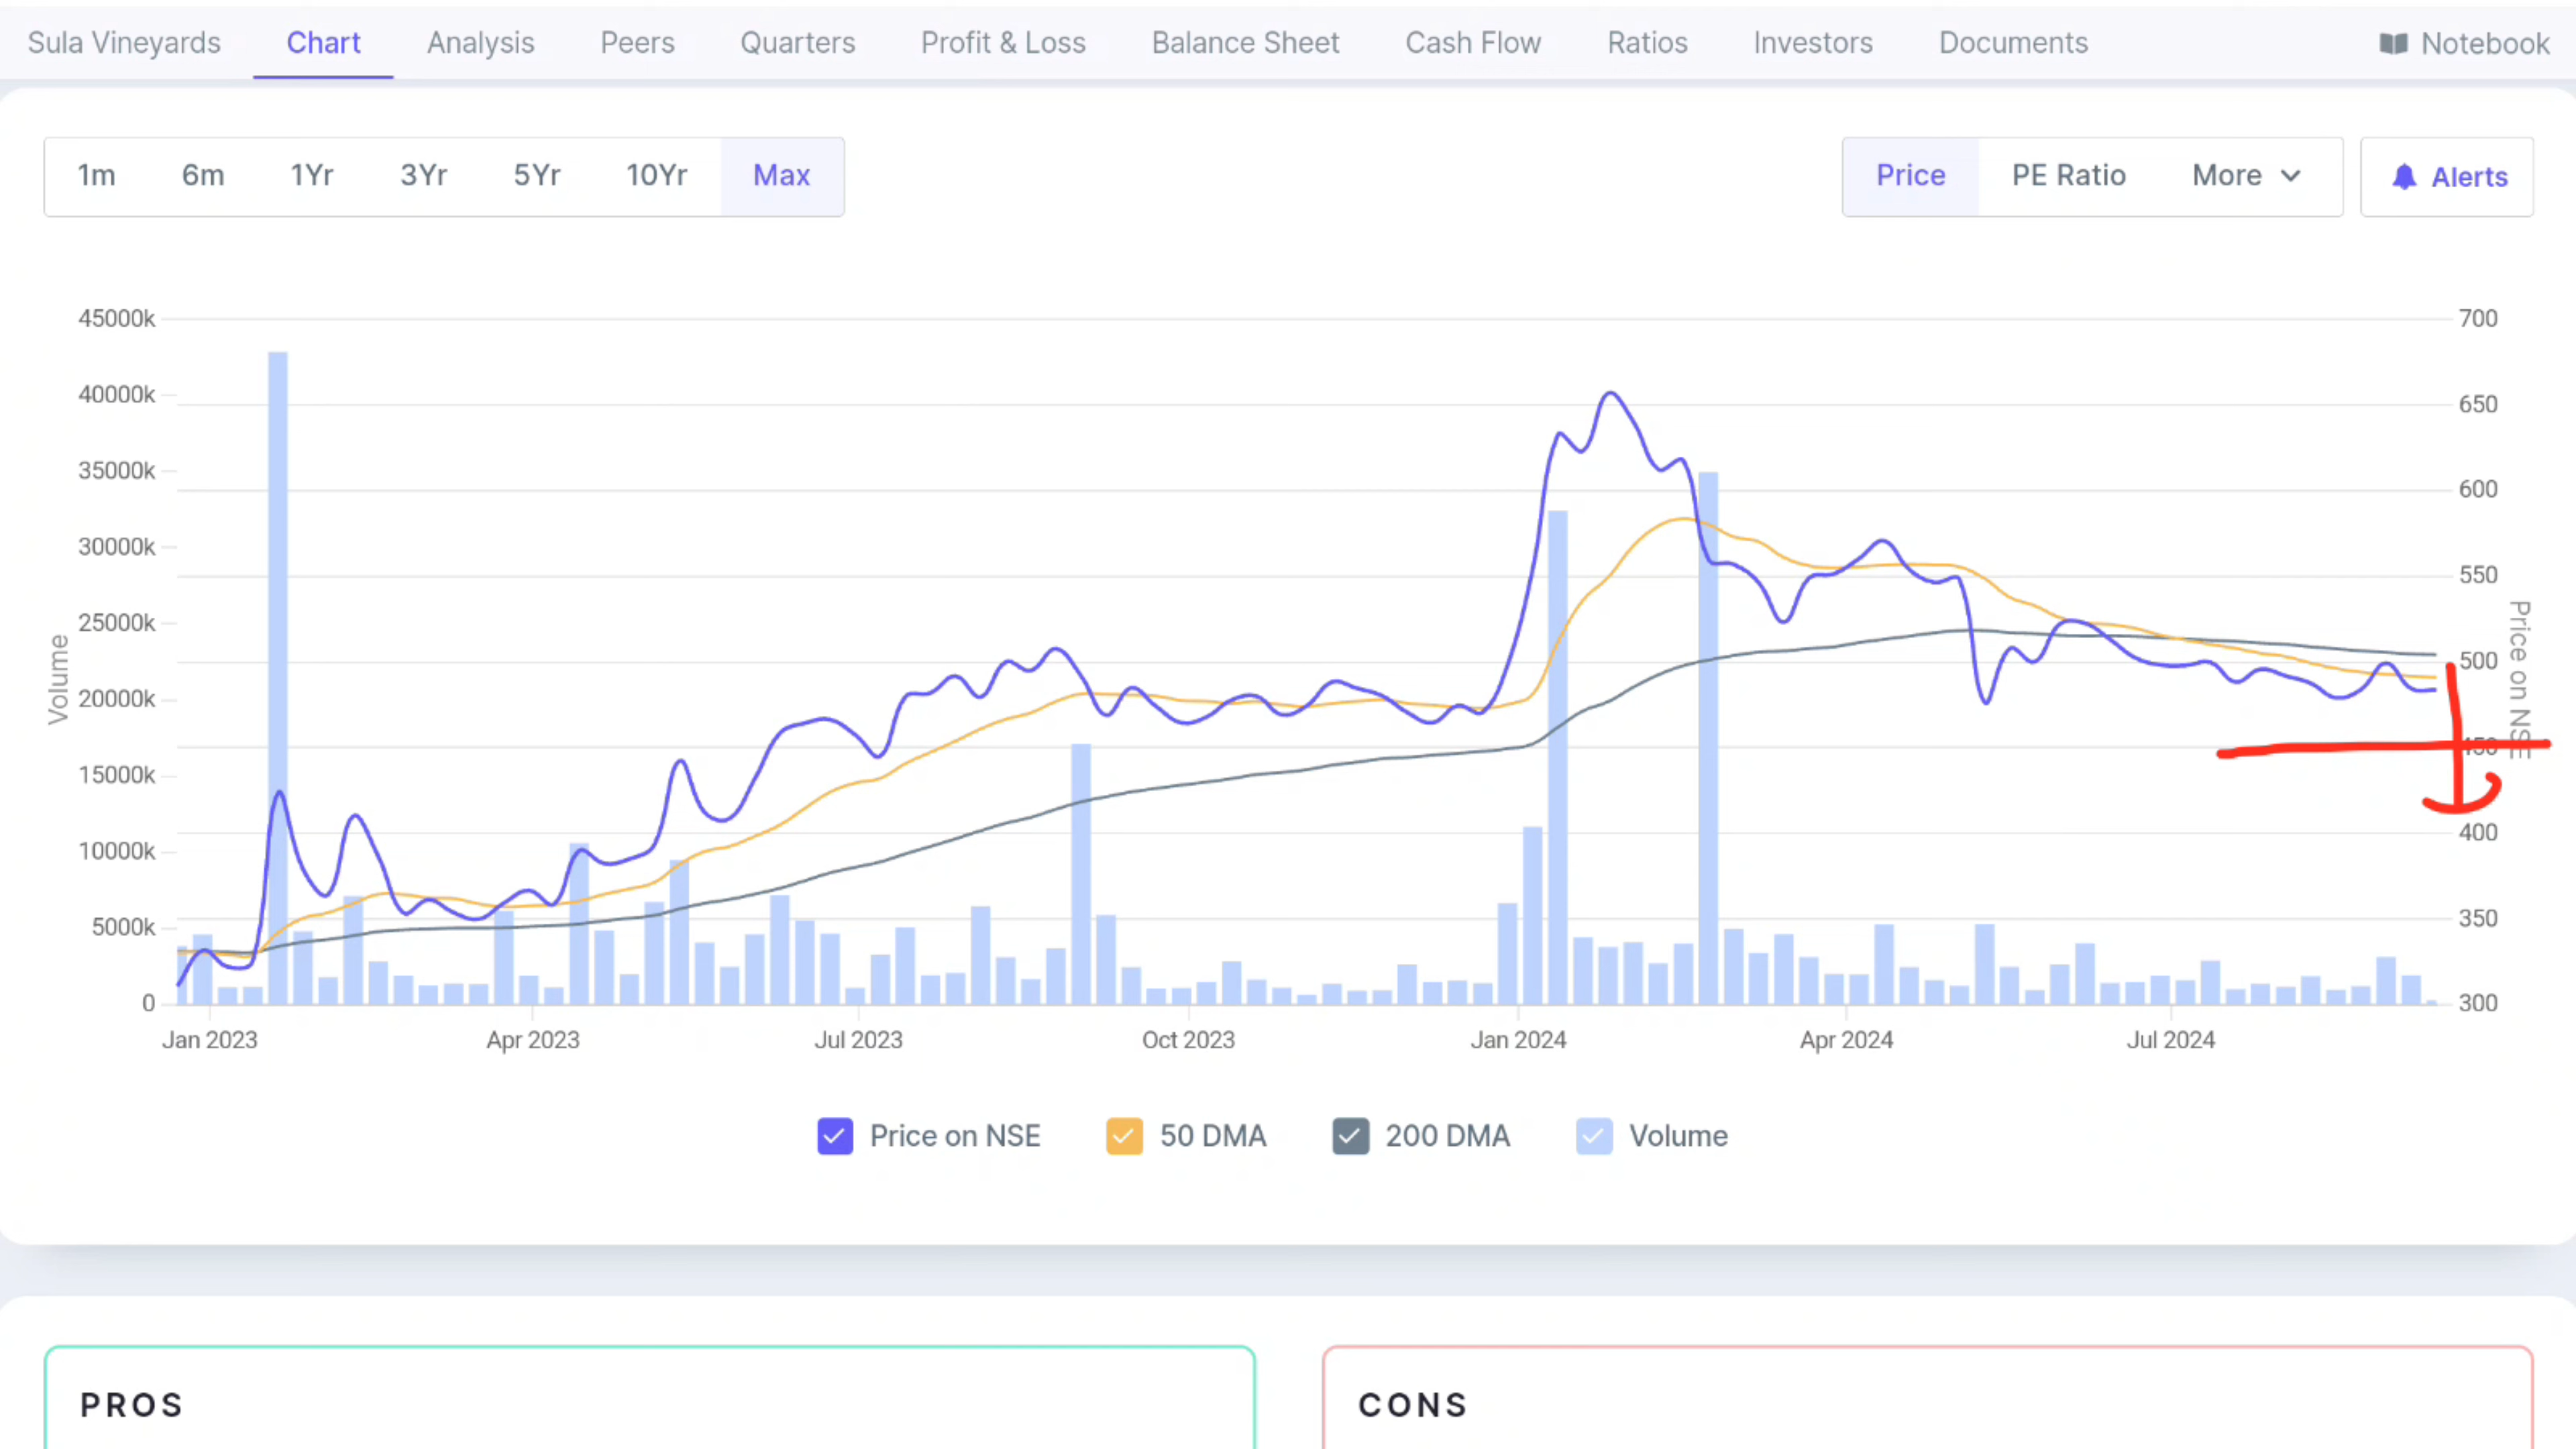 Sula Vineyards Chart Analysis Peers Quarters Profit & Loss Balance Sheet Cash Flow Ratios Investors Documents Notebook
1m 6m 1Yr 3Yr 5Yr 10Yr Max Price PE Ratio More Alerts
45000k 700
40000k 650
35000k 600
30000k 550
25000k 500
20000k 450
15000k 400
10000k 350
5000k 300
0
Volume
Price on NSE
Jan 2023 Apr 2023 Jul 2023 Oct 2023 Jan 2024 Apr 2024 Jul 2024
Price on NSE 50 DMA 200 DMA Volume
PROS CONS